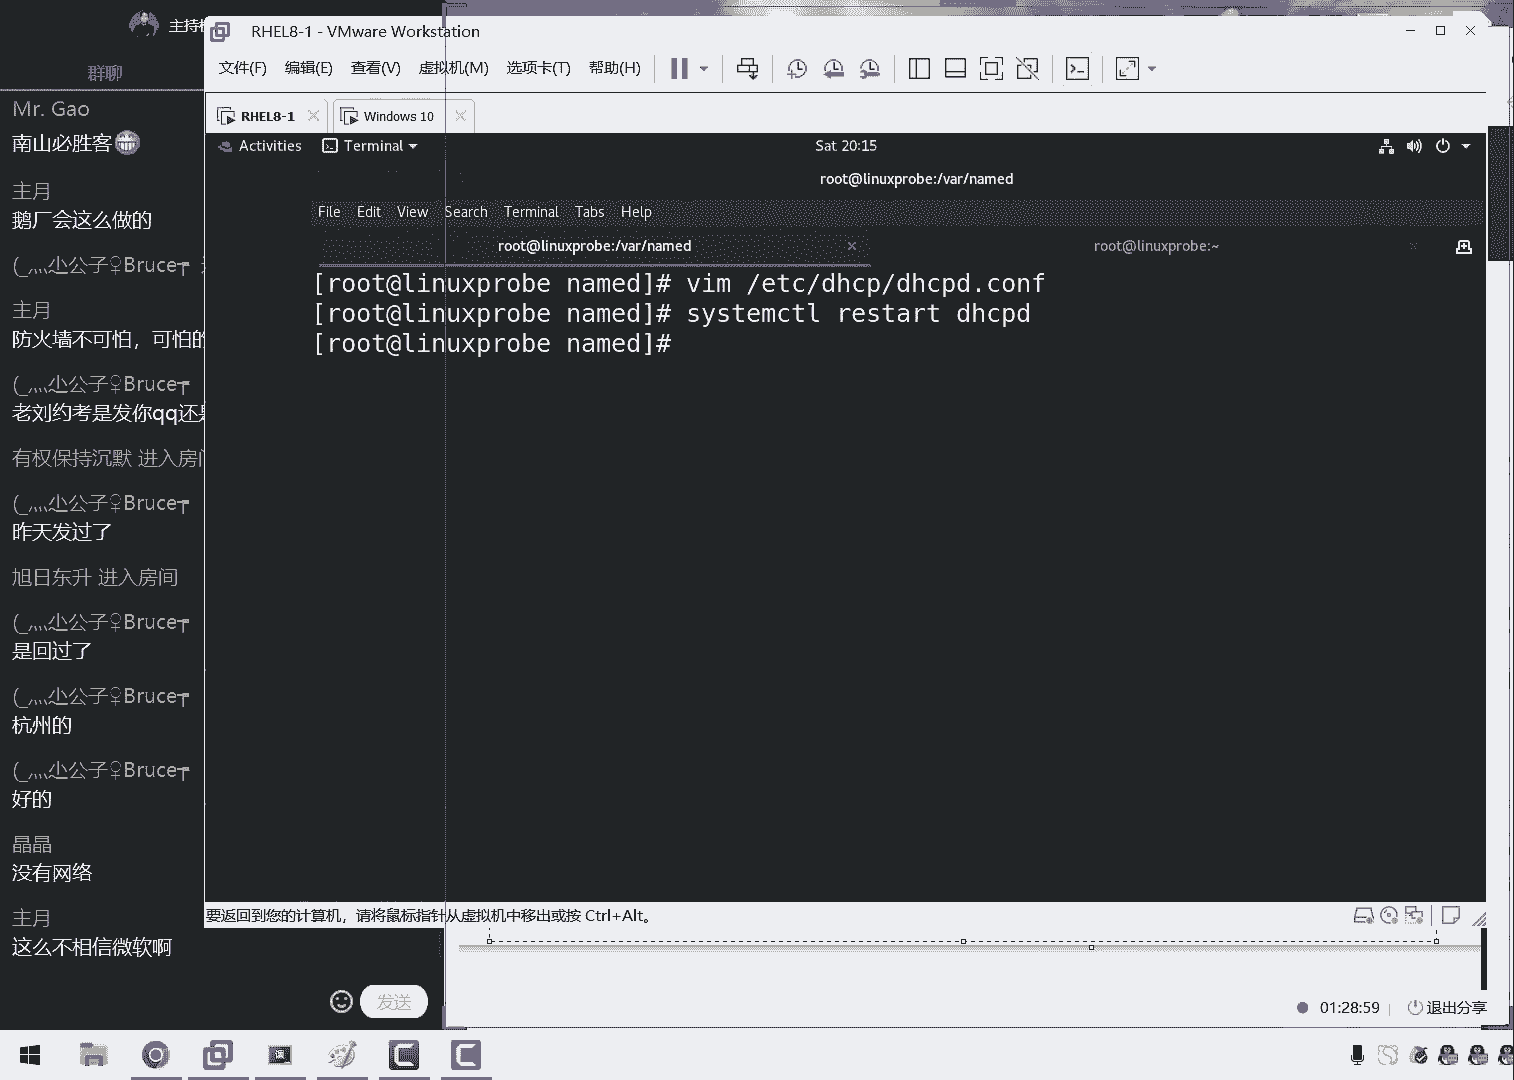 RHEL8-1 - VMware Workstation
文件(F) 编辑(E) 查看(V) 虚拟机(M) 选项卡(T) 帮助(H)
RHEL8-1 Windows 10
Activities Terminal Sat 20:15
root@linuxprobe:/var/named
File Edit View Search Terminal Tabs Help
root@linuxprobe:/var/named root@linuxprobe:~
[root@linuxprobe named]# vim /etc/dhcp/dhcpd.conf
[root@linuxprobe named]# systemctl restart dhcpd
[root@linuxprobe named]#
要返回到您的计算机，请将鼠标指针从虚拟机中移出或按 Ctrl+Alt。
主持
群聊
Mr. Gao
南山必胜客
主月
鹅厂会这么做的
公子♀Bruce
主月
防火墙不可怕，可怕的
公子♀Bruce
老刘约考是发你qq还是
有权保持沉默 进入房间
公子♀Bruce
昨天发过了
旭日东升 进入房间
公子♀Bruce
是回过了
公子♀Bruce
杭州的
公子♀Bruce
好的
晶晶
没有网络
主月
这么不相信微软啊
发送
01:28:59 退出分享